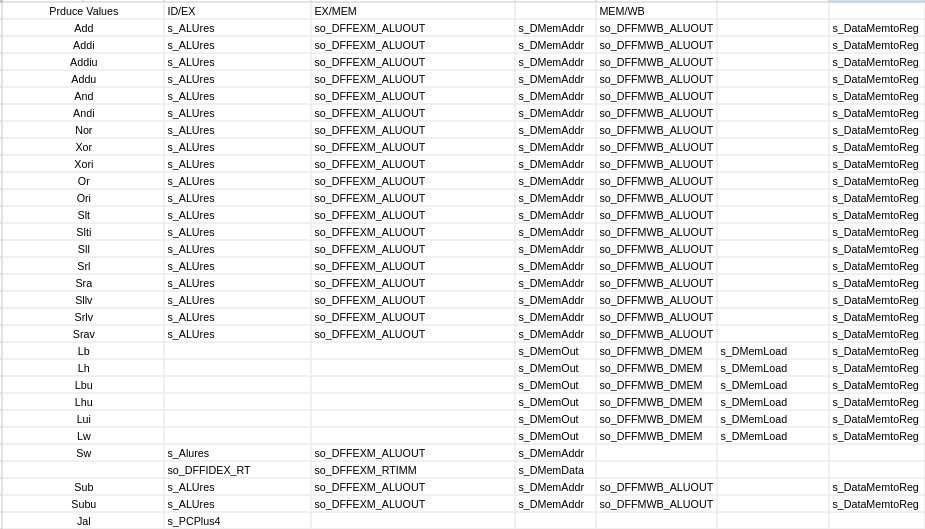 Prduce Values ID/EX EX/MEM MEM/WB
Add s_ALUres so_DFFEXM_ALUOUT s_DMemAddr so_DFFMWB_ALUOUT s_DataMemtoReg
Addi s_ALUres so_DFFEXM_ALUOUT s_DMemAddr so_DFFMWB_ALUOUT s_DataMemtoReg
Addiu s_ALUres so_DFFEXM_ALUOUT s_DMemAddr so_DFFMWB_ALUOUT s_DataMemtoReg
Addu s_ALUres so_DFFEXM_ALUOUT s_DMemAddr so_DFFMWB_ALUOUT s_DataMemtoReg
And s_ALUres so_DFFEXM_ALUOUT s_DMemAddr so_DFFMWB_ALUOUT s_DataMemtoReg
Andi s_ALUres so_DFFEXM_ALUOUT s_DMemAddr so_DFFMWB_ALUOUT s_DataMemtoReg
Nor s_ALUres so_DFFEXM_ALUOUT s_DMemAddr so_DFFMWB_ALUOUT s_DataMemtoReg
Xor s_ALUres so_DFFEXM_ALUOUT s_DMemAddr so_DFFMWB_ALUOUT s_DataMemtoReg
Xori s_ALUres so_DFFEXM_ALUOUT s_DMemAddr so_DFFMWB_ALUOUT s_DataMemtoReg
Or s_ALUres so_DFFEXM_ALUOUT s_DMemAddr so_DFFMWB_ALUOUT s_DataMemtoReg
Ori s_ALUres so_DFFEXM_ALUOUT s_DMemAddr so_DFFMWB_ALUOUT s_DataMemtoReg
Slt s_ALUres so_DFFEXM_ALUOUT s_DMemAddr so_DFFMWB_ALUOUT s_DataMemtoReg
Slti s_ALUres so_DFFEXM_ALUOUT s_DMemAddr so_DFFMWB_ALUOUT s_DataMemtoReg
Sll s_ALUres so_DFFEXM_ALUOUT s_DMemAddr so_DFFMWB_ALUOUT s_DataMemtoReg
Srl s_ALUres so_DFFEXM_ALUOUT s_DMemAddr so_DFFMWB_ALUOUT s_DataMemtoReg
Sra s_ALUres so_DFFEXM_ALUOUT s_DMemAddr so_DFFMWB_ALUOUT s_DataMemtoReg
Sllv s_ALUres so_DFFEXM_ALUOUT s_DMemAddr so_DFFMWB_ALUOUT s_DataMemtoReg
Srlv s_ALUres so_DFFEXM_ALUOUT s_DMemAddr so_DFFMWB_ALUOUT s_DataMemtoReg
Srav s_ALUres so_DFFEXM_ALUOUT s_DMemAddr so_DFFMWB_ALUOUT s_DataMemtoReg
Lb s_DMemOut so_DFFMWB_DMEM s_DMemLoad s_DataMemtoReg
Lh s_DMemOut so_DFFMWB_DMEM s_DMemLoad s_DataMemtoReg
Lbu s_DMemOut so_DFFMWB_DMEM s_DMemLoad s_DataMemtoReg
Lhu s_DMemOut so_DFFMWB_DMEM s_DMemLoad s_DataMemtoReg
Lui s_DMemOut so_DFFMWB_DMEM s_DMemLoad s_DataMemtoReg
Lw s_DMemOut so_DFFMWB_DMEM s_DMemLoad s_DataMemtoReg
Sw s_Alures so_DFFEXM_ALUOUT s_DMemAddr
so_DFFIDEX_RT so_DFFEXM_RTIMM s_DMemData
Sub s_ALUres so_DFFEXM_ALUOUT s_DMemAddr so_DFFMWB_ALUOUT s_DataMemtoReg
Subu s_ALUres so_DFFEXM_ALUOUT s_DMemAddr so_DFFMWB_ALUOUT s_DataMemtoReg
Jal s_PCPlus4